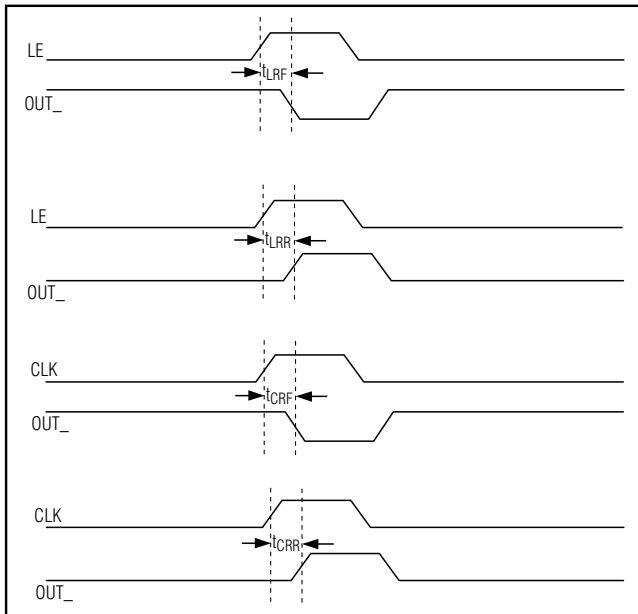 LE
tLRF
OUT_
LE
tLRR
OUT_
CLK
tCRF
OUT_
CLK
tCRR
OUT_